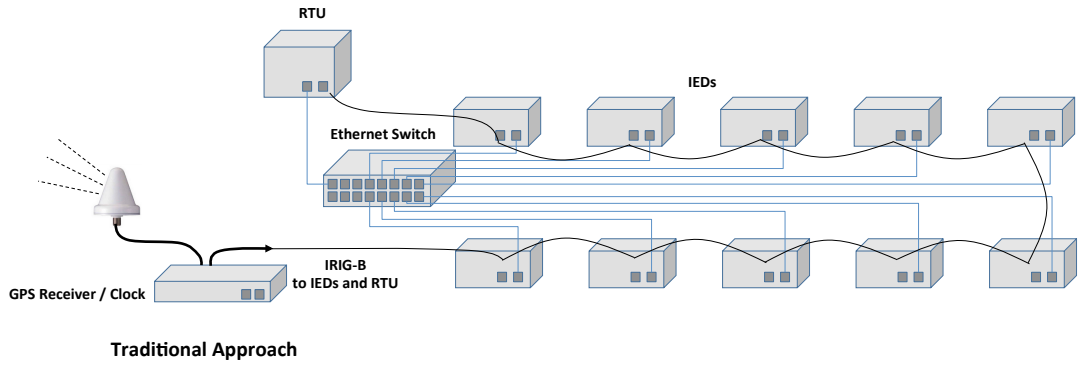 RTU
IEDs
Ethernet Switch
IRIG-B
to IEDs and RTU
GPS Receiver / Clock
Traditional Approach